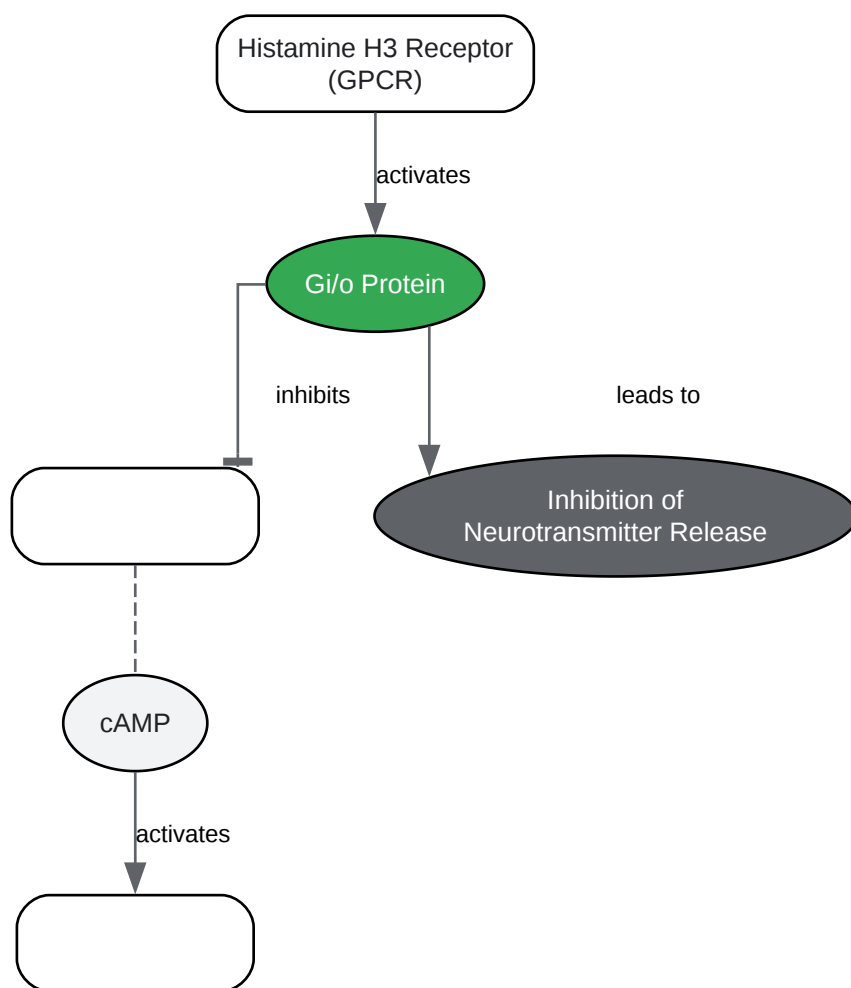 Histamine H3 Receptor
(GPCR)
activates
Gi/o Protein
inhibits
leads to
Inhibition of
Neurotransmitter Release
cAMP
activates